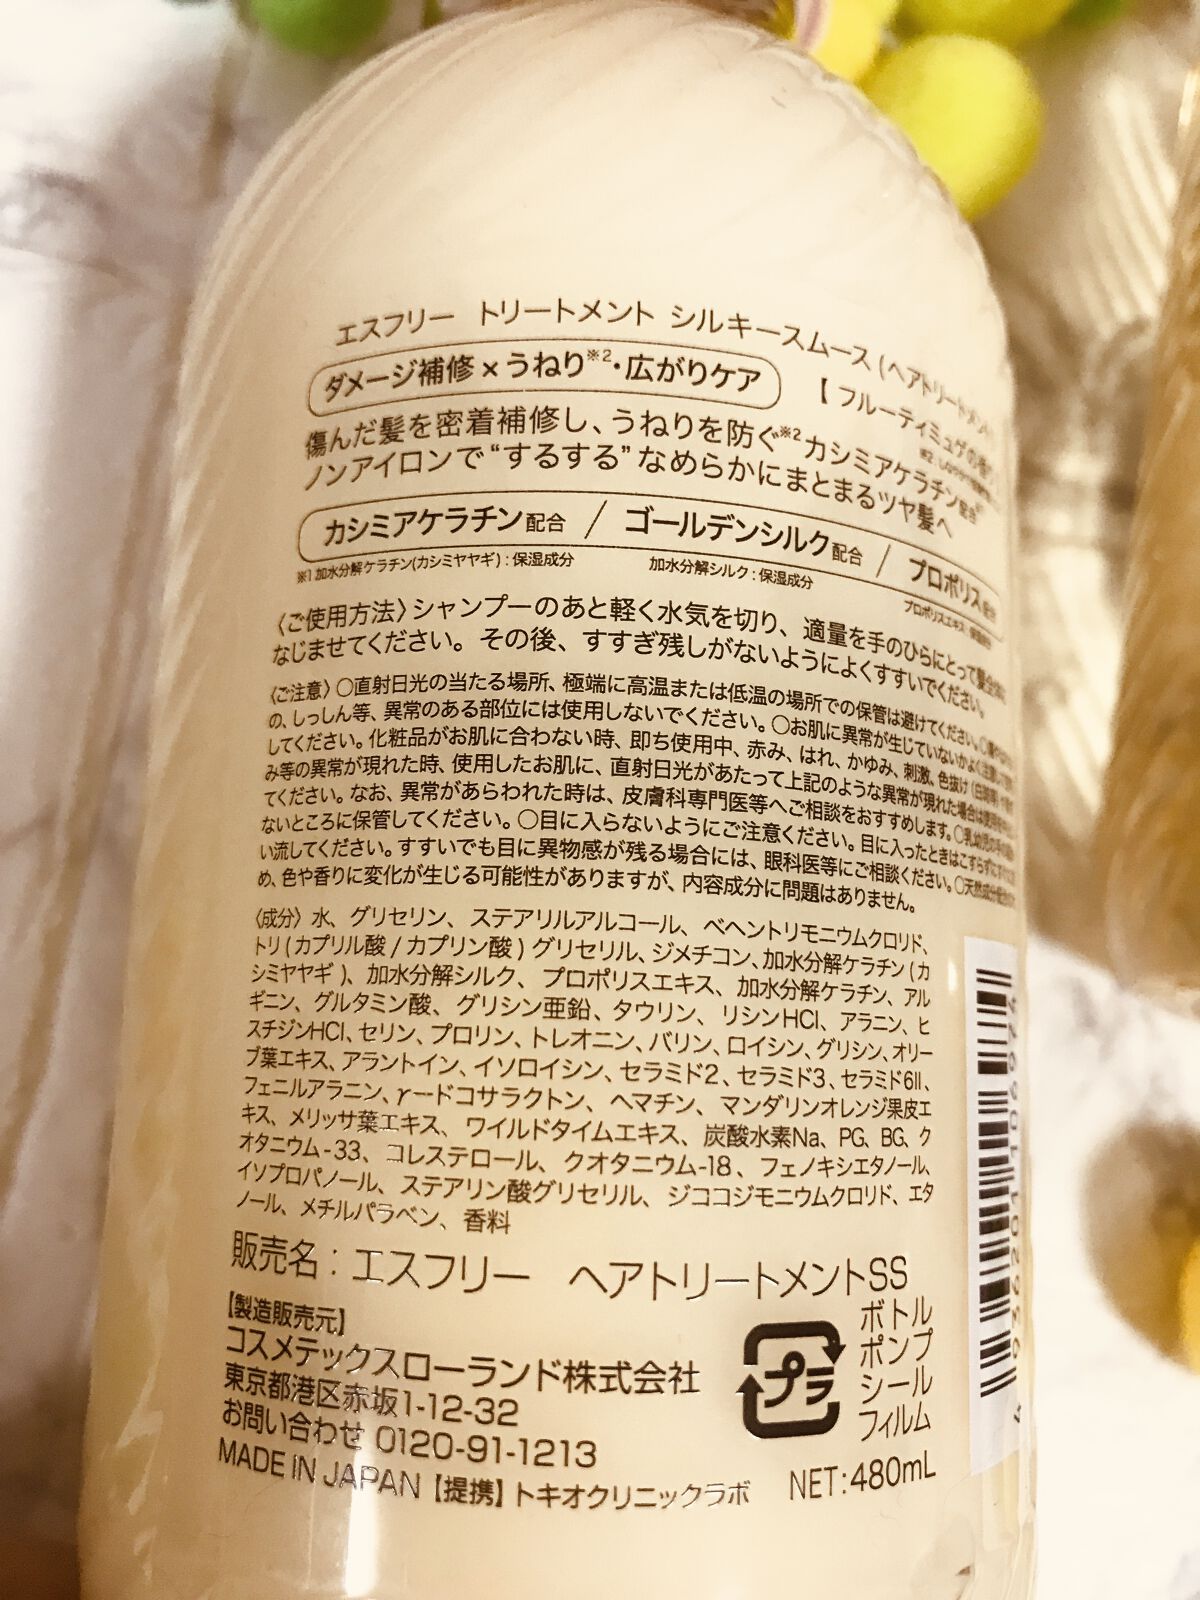 エスフリー トリートメント シルキースムース (ヘアトリートメント
ダメージ補修×うねり※2・広がりケア
【フルーティミュゲの香り
傷んだ髪を密着補修し、うねりを防ぐ※2カシミアケラチン配合
ノンアイロンで“するする”なめらかにまとまるツヤ髪へ
カシミアケラチン配合 / ゴールデンシルク配合 / プロポリス配合
※1 加水分解ケラチン(カシミヤヤギ):保湿成分 加水分解シルク:保湿成分 プロポリスエキス:保湿成分
〈ご使用方法〉シャンプーのあと軽く水気を切り、適量を手のひらにとって髪全体に
なじませてください。その後、すすぎ残しがないようによくすすいでください。
〈ご注意〉○直射日光の当たる場所、極端に高温または低温の場所での保管は避けてください。
の、しっしん等、異常のある部位には使用しないでください。○お肌に異常が生じていないかよく注意して
してください。化粧品がお肌に合わない時、即ち使用中、赤み、はれ、かゆみ、刺激、色抜け(白斑等)
み等の異常が現れた時、使用したお肌に、直射日光があたって上記のような異常が現れた場合は
てください。なお、異常があらわれた時は、皮膚科専門医等へご相談をおすすめします。○乳幼児の手の届か
ないところに保管してください。○目に入らないようにご注意ください。目に入ったときはこすらずに
い流してください。すすいでも目に異物感が残る場合には、眼科医等にご相談ください。○天然成分配合
め、色や香りに変化が生じる可能性がありますが、内容成分に問題はありません。
〈成分〉水、グリセリン、ステアリルアルコール、ベヘントリモニウムクロリド、
トリ(カプリル酸/カプリン酸)グリセリル、ジメチコン、加水分解ケラチン(カ
シミヤヤギ)、加水分解シルク、プロポリスエキス、加水分解ケラチン、アル
ギニン、グルタミン酸、グリシン亜鉛、タウリン、リシンHCl、アラニン、ヒ
スチジンHCl、セリン、プロリン、トレオニン、バリン、ロイシン、グリシン、オリー
ブ葉エキス、アラントイン、イソロイシン、セラミド2、セラミド3、セラミド6II、
フェニルアラニン、γ-ドコサラクトン、ヘマチン、マンダリンオレンジ果皮エ
キス、メリッサ葉エキス、ワイルドタイムエキス、炭酸水素Na、PG、BG、ク
オタニウム-33、コレステロール、クオタニウム-18、フェノキシエタノール、
イソプロパノール、ステアリン酸グリセリル、ジココジモニウムクロリド、エタ
ノール、メチルパラベン、香料
販売名:エスフリー ヘアトリートメントSS
【製造販売元】
コスメテックスローランド株式会社
東京都港区赤坂1-12-32
お問い合わせ 0120-91-1213
MADE IN JAPAN【提携】トキオクリニックラボ
プラ
ボトル
ポンプ
シール
フィルム
NET:480mL